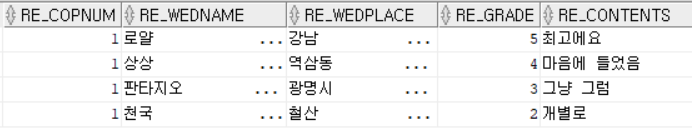 RE_COPNUM RE_WEDNAME RE_WEDPLACE RE_GRADE RE_CONTENTS
1 로얄 ... 강남 ... 5 최고에요
1 상상 ... 역삼동 ... 4 마음에 들었음
1 판타지오 ... 광명시 ... 3 그냥 그럼
1 천국 ... 철산 ... 2 개별로